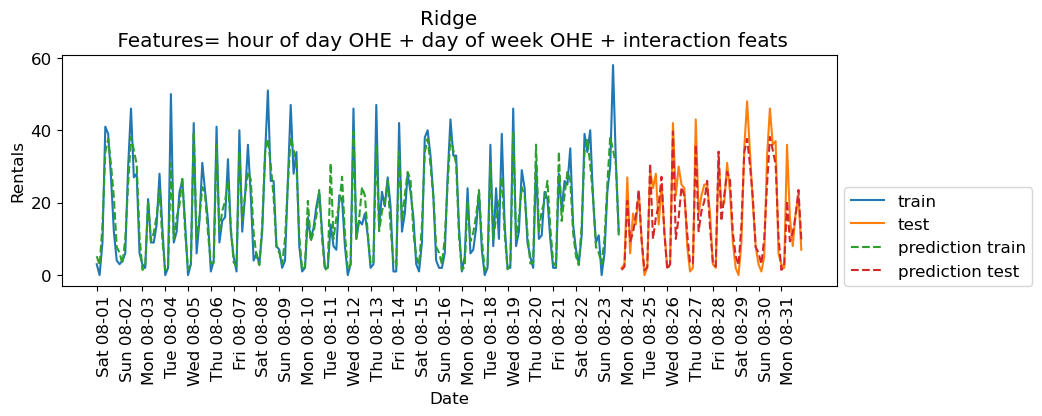 Ridge
Features= hour of day OHE + day of week OHE + interaction feats
Rentals
60
40
20
0
Sat 08-01
Sun 08-02
Mon 08-03
Tue 08-04
Wed 08-05
Thu 08-06
Fri 08-07
Sat 08-08
Sun 08-09
Mon 08-10
Tue 08-11
Wed 08-12
Thu 08-13
Fri 08-14
Sat 08-15
Sun 08-16
Mon 08-17
Tue 08-18
Wed 08-19
Thu 08-20
Fri 08-21
Sat 08-22
Sun 08-23
Mon 08-24
Tue 08-25
Wed 08-26
Thu 08-27
Fri 08-28
Sat 08-29
Sun 08-30
Mon 08-31
Date
train
test
prediction train
prediction test